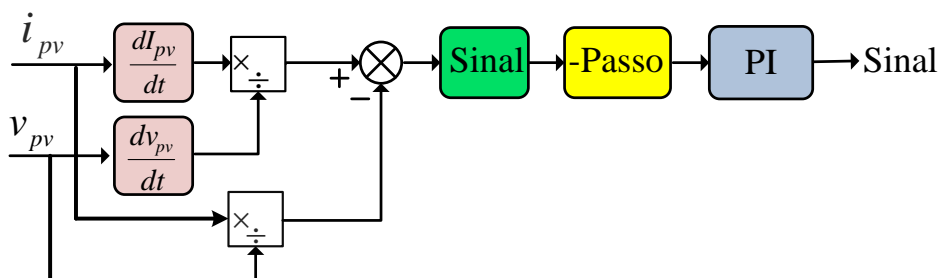 i_pv
dI_pv
dt
× ÷
+
−
Sinal
-Passo
PI
Sinal
v_pv
dv_pv
dt
× ÷